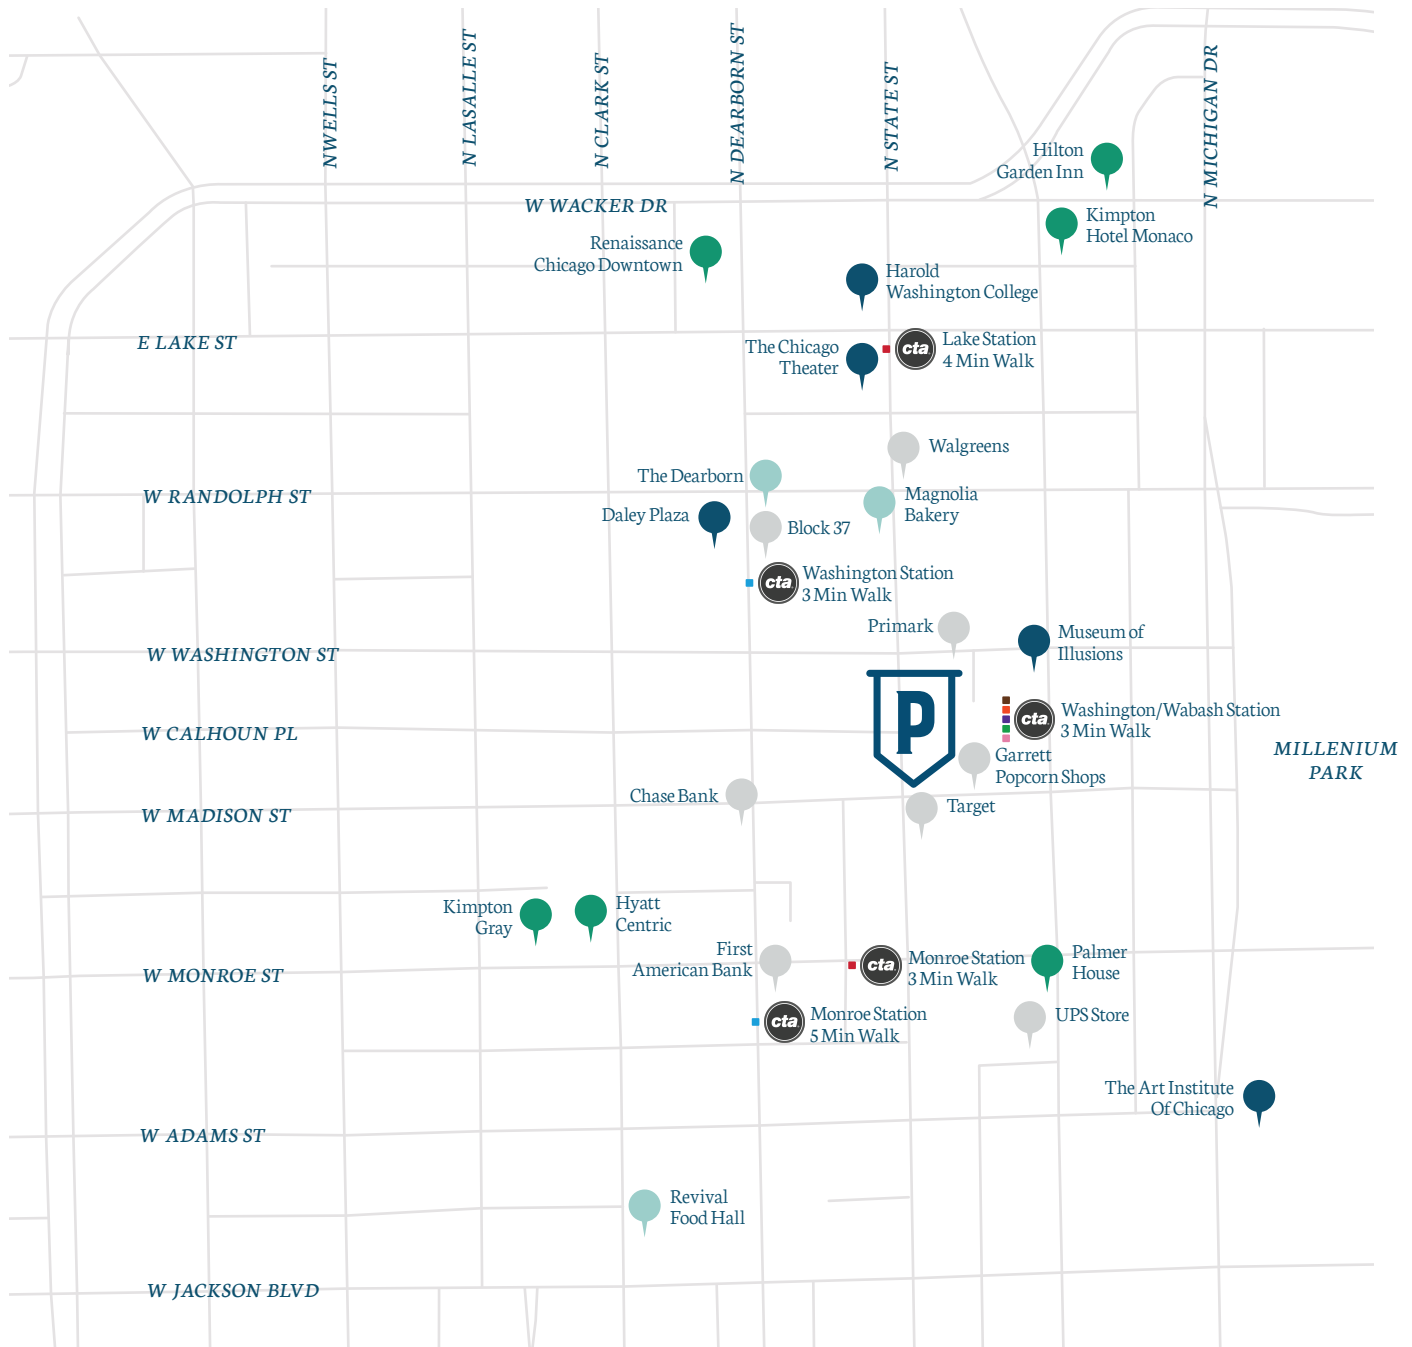 NWELLS ST
N LASALLE ST
N CLARK ST
N DEARBORN ST
N STATE ST
N MICHIGAN DR
Hilton
Garden Inn
W WACKER DR
Kimpton
Hotel Monaco
Renaissance
Chicago Downtown
Harold
Washington College
E LAKE ST
The Chicago
Theater
cta
Lake Station
4 Min Walk
Walgreens
The Dearborn
W RANDOLPH ST
Magnolia
Bakery
Daley Plaza
Block 37
cta
Washington Station
3 Min Walk
Primark
Museum of
Illusions
W WASHINGTON ST
P
cta
Washington/Wabash Station
3 Min Walk
W CALHOUN PL
MILLENIUM
PARK
Garrett
Popcorn Shops
Chase Bank
Target
W MADISON ST
Kimpton
Gray
Hyatt
Centric
First
American Bank
cta
Monroe Station
3 Min Walk
Palmer
House
W MONROE ST
cta
Monroe Station
5 Min Walk
UPS Store
The Art Institute
Of Chicago
W ADAMS ST
Revival
Food Hall
W JACKSON BLVD